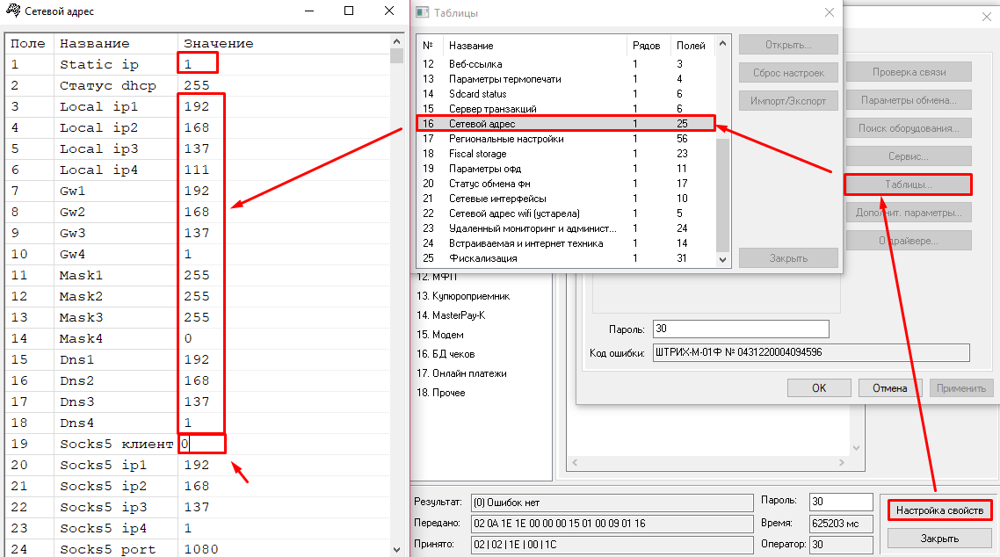 Сетевой адрес
Поле Название Значение
1 Static ip 1
2 Статус dhcp 255
3 Local ip1 192
4 Local ip2 168
5 Local ip3 137
6 Local ip4 111
7 Gw1 192
8 Gw2 168
9 Gw3 137
10 Gw4 1
11 Mask1 255
12 Mask2 255
13 Mask3 255
14 Mask4 0
15 Dns1 192
16 Dns2 168
17 Dns3 137
18 Dns4 1
19 Socks5 клиент 0
20 Socks5 ip1 192
21 Socks5 ip2 168
22 Socks5 ip3 137
23 Socks5 ip4 1
24 Socks5 port 1080
Таблицы
№ Название Рядов Полей
12 Веб-ссылка 1 3
13 Параметры термопечати 1 4
14 Sdcard status 1 6
15 Сервер транзакций 1 6
16 Сетевой адрес 1 25
17 Региональные настройки 1 56
18 Fiscal storage 1 23
19 Параметры офд 1 11
20 Статус обмена фн 1 17
21 Сетевые интерфейсы 1 10
22 Сетевой адрес wifi (устарела) 1 5
23 Удаленный мониторинг и админист... 1 24
24 Встраиваемая и интернет техника 1 14
25 Фискализация 1 31
Открыть...
Сброс настроек
Импорт/Экспорт
Закрыть
Проверка связи
Параметры обмена...
Поиск оборудования...
Сервис...
Таблицы...
Дополнит. параметры...
О драйвере...
12. МФП
13. Купюроприемник
14. MasterPay-K
15. Модем
16. БД чеков
17. Онлайн платежи
18. Прочее
Пароль: 30
Код ошибки: ШТРИХ-М-01Ф № 0431220004094596
OK Отмена Применить
Результат: (0) Ошибок нет
Передано: 02 0A 1E 1E 00 00 00 15 01 00 09 01 16
Принято: 02 | 02 | 1E | 00 | 1C
Пароль: 30
Время: 625203 мс
Оператор: 30
Настройка свойств
Закрыть